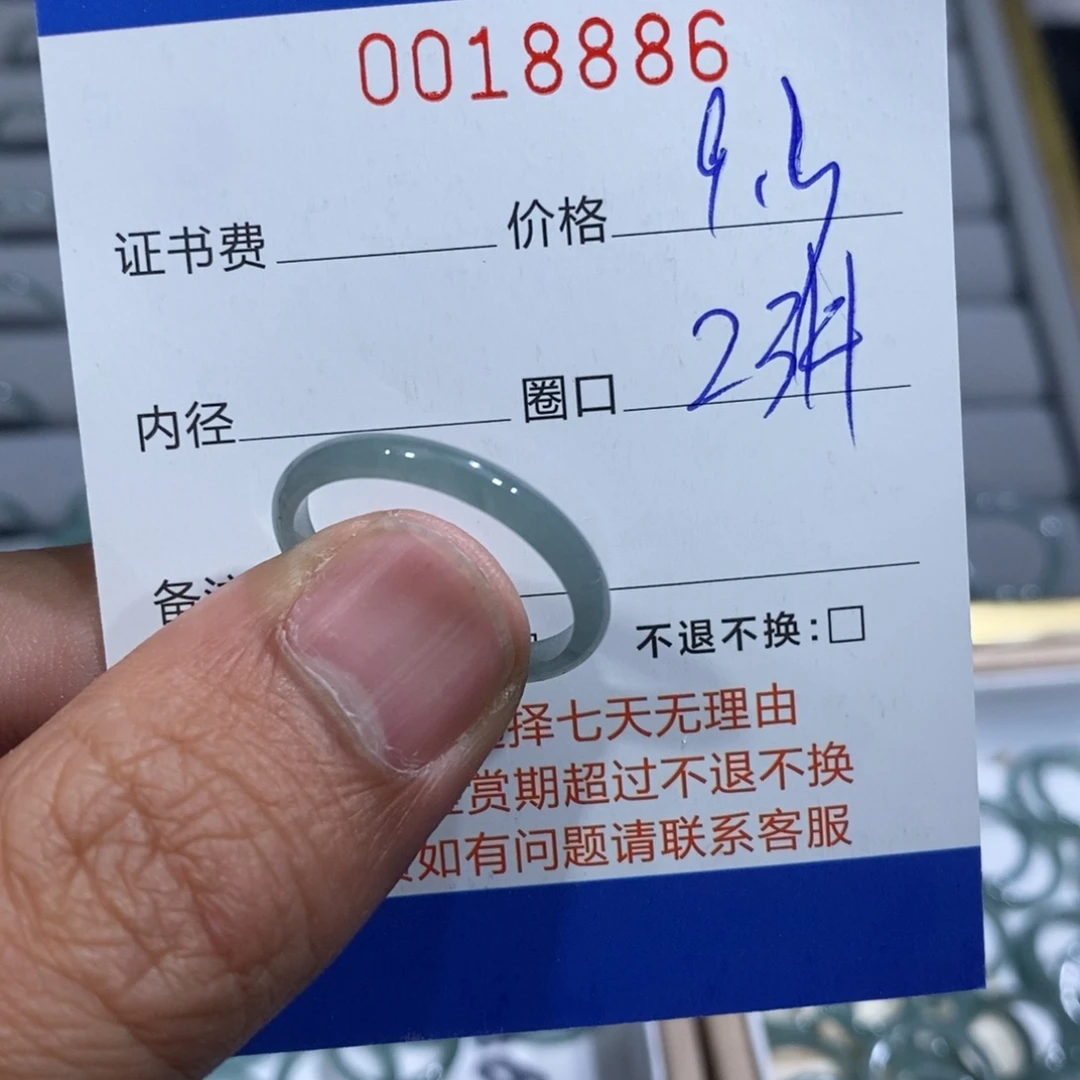 0018886
证书费 价格
内径 圈口 23
备注
不退不换:□
择七天无理由
赏期超过不退不换
如有问题请联系客服